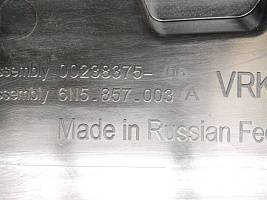 ssembly 00238375-
ssembly 6N5.857.003 A
VRK
Made in Russian Fe